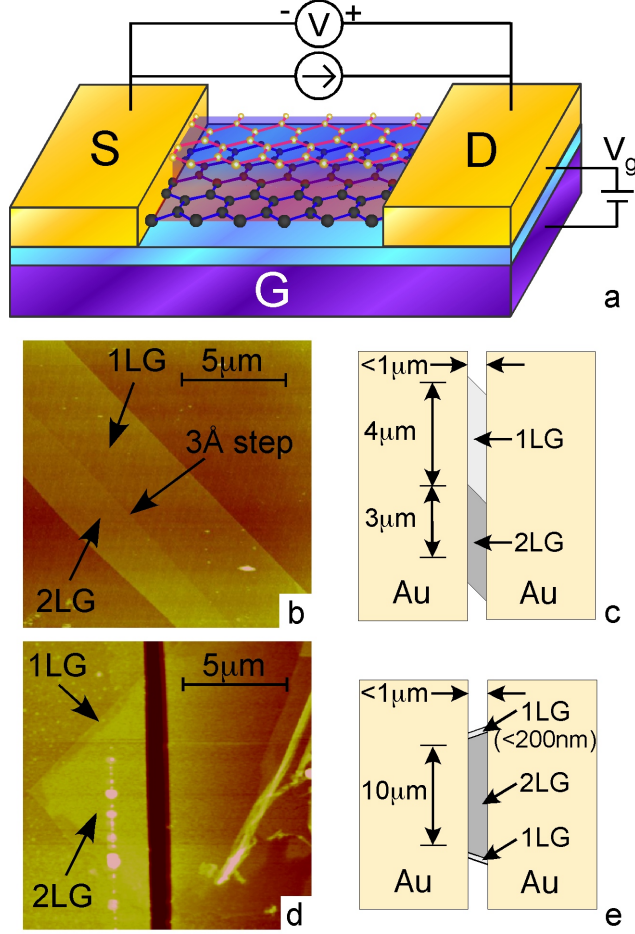 - V +
S
D
Vg
G
a
1LG
5μm
3Å step
2LG
b
<1μm
4μm
1LG
3μm
2LG
Au
Au
c
1LG
5μm
2LG
d
<1μm
1LG
(<200nm)
10μm
2LG
1LG
Au
Au
e